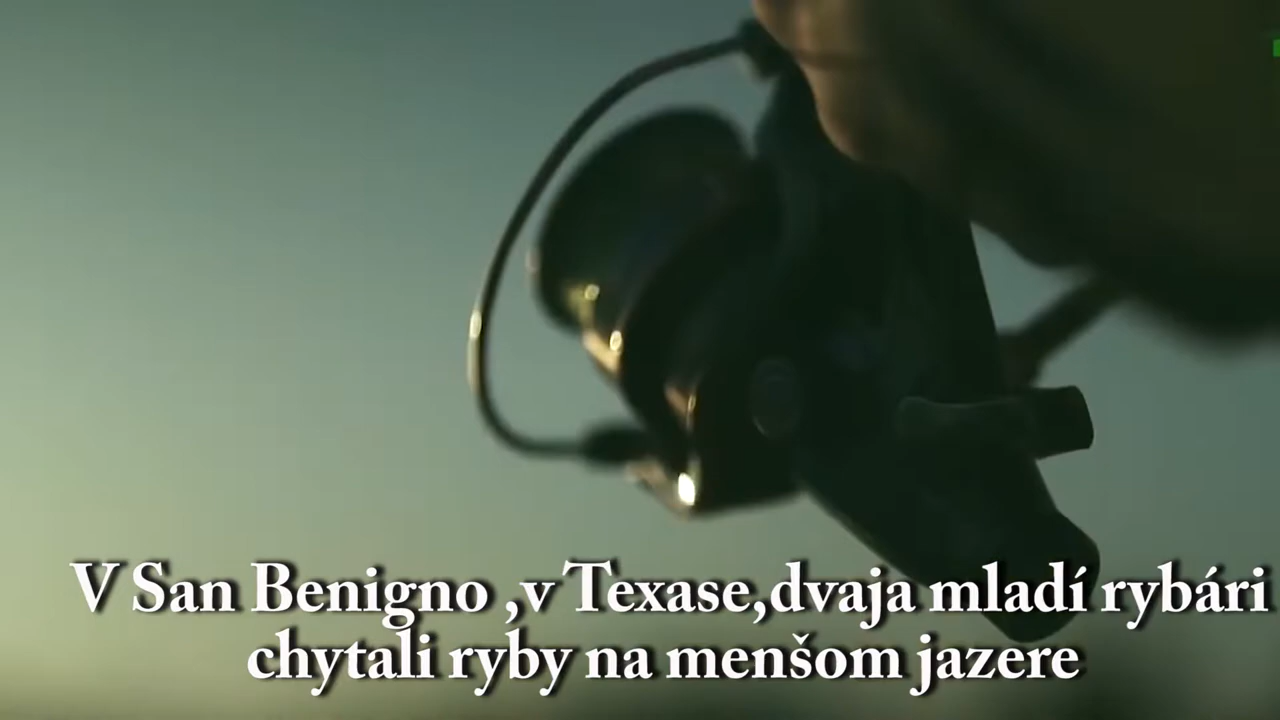 V San Benigno ,v Texase,dvaja mladí rybári
chytali ryby na menšom jazere